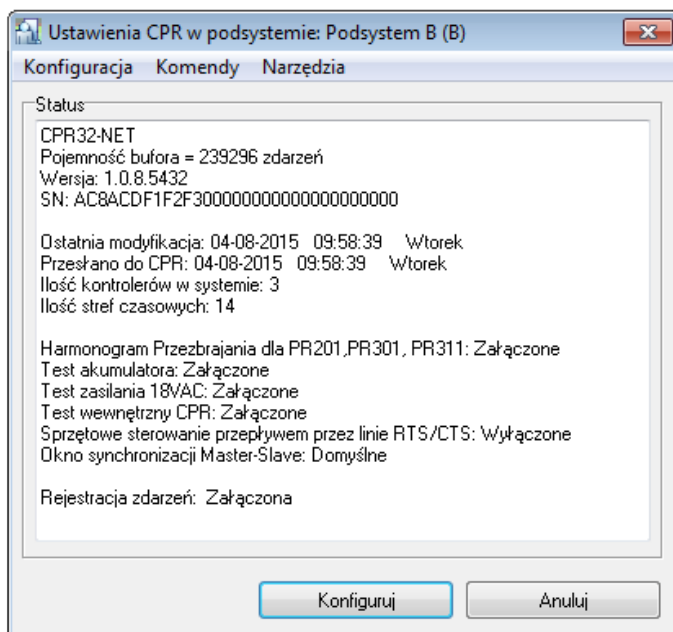 Ustawienia CPR w podsystemie: Podsystem B (B)
Konfiguracja Komendy Narzędzia
Status
CPR32-NET
Pojemność bufora = 239296 zdarzeń
Wersja: 1.0.8.5432
SN: AC8ACDF1F2F3000000000000000000000
Ostatnia modyfikacja: 04-08-2015 09:58:39 Wtorek
Przesłano do CPR: 04-08-2015 09:58:39 Wtorek
Ilość kontrolerów w systemie: 3
Ilość stref czasowych: 14
Harmonogram Przezbrajania dla PR201,PR301, PR311: Załączone
Test akumulatora: Załączone
Test zasilania 18VAC: Załączone
Test wewnętrzny CPR: Załączone
Sprzętowe sterowanie przepływem przez linie RTS/CTS: Wyłączone
Okno synchronizacji Master-Slave: Domyślne
Rejestracja zdarzeń: Załączona
Konfiguruj Anuluj